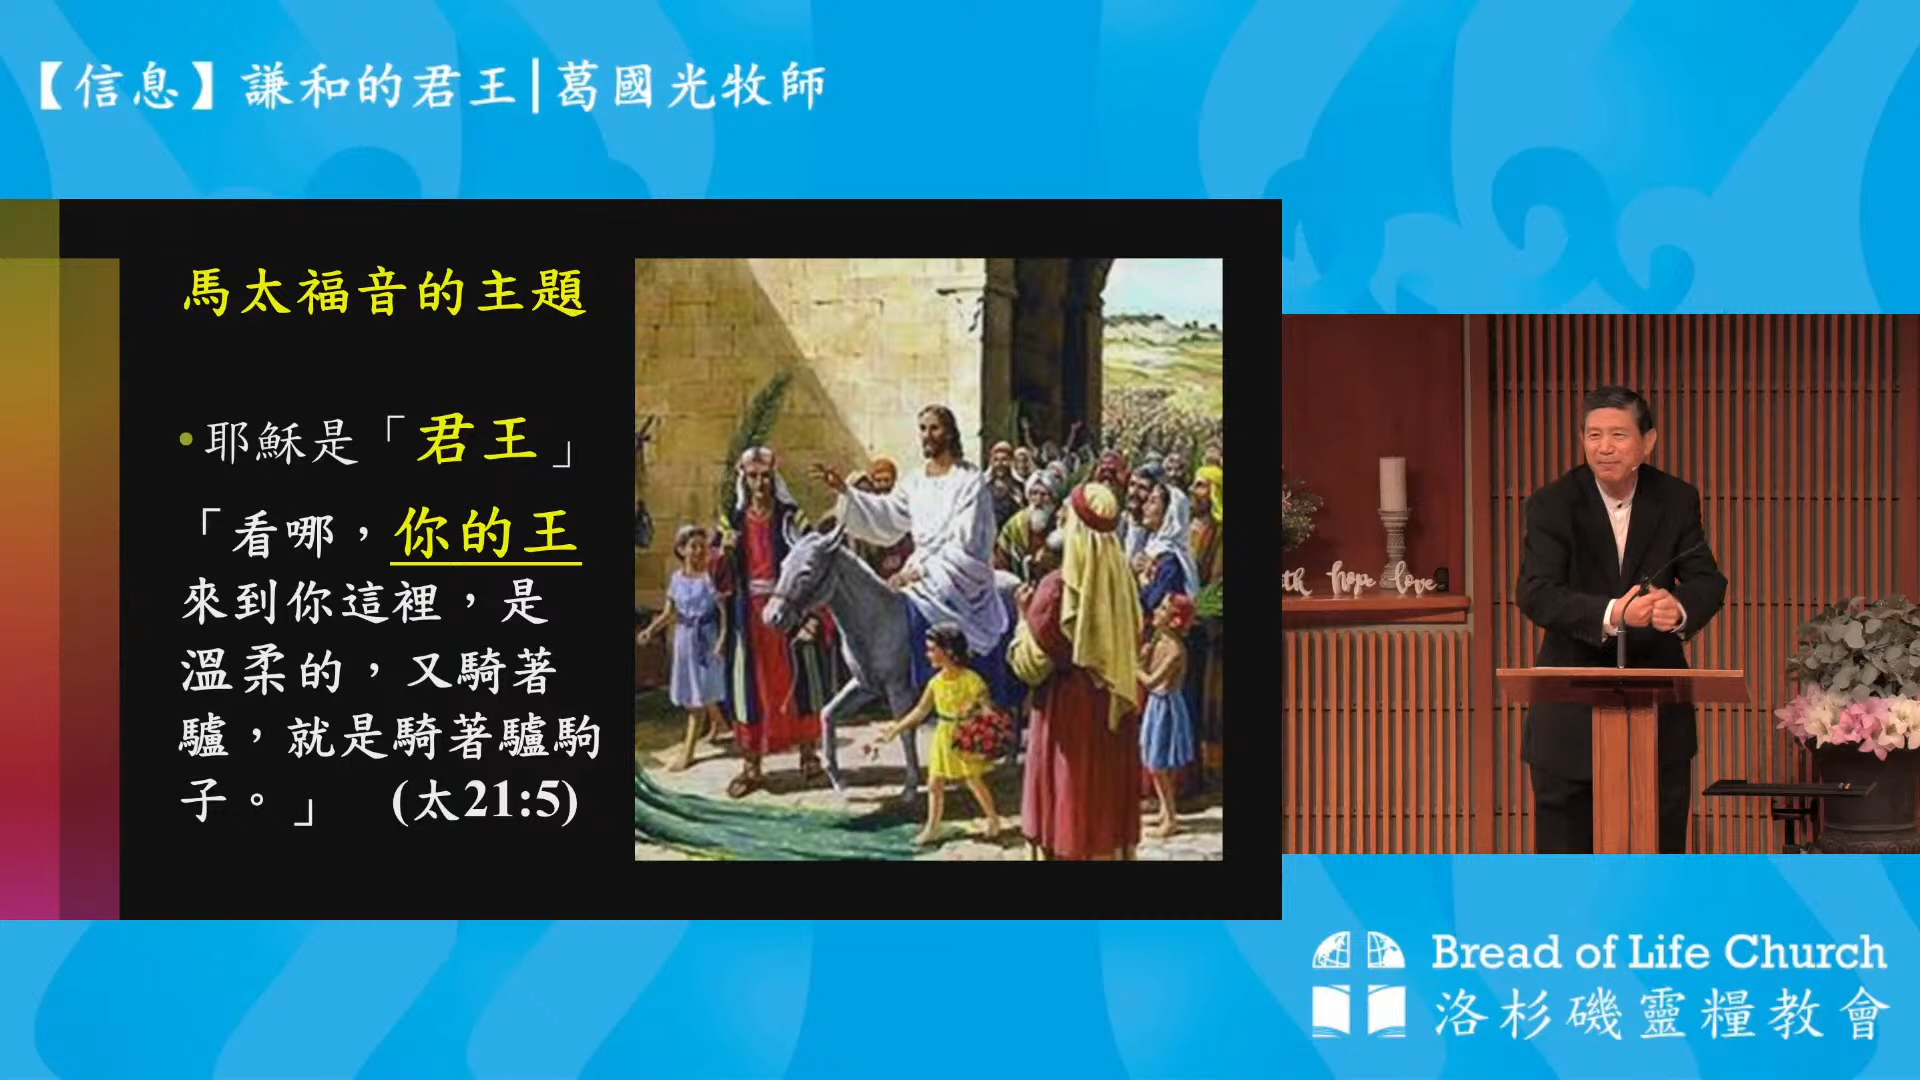 【信息】謙和的君王|葛國光牧師
馬太福音的主題
•耶穌是「君王」
「看哪，你的王
來到你這裡，是
溫柔的，又騎著
驢，就是騎著驢駒
子。」 (太21:5)
hope love
Bread of Life Church
洛杉磯靈糧教會